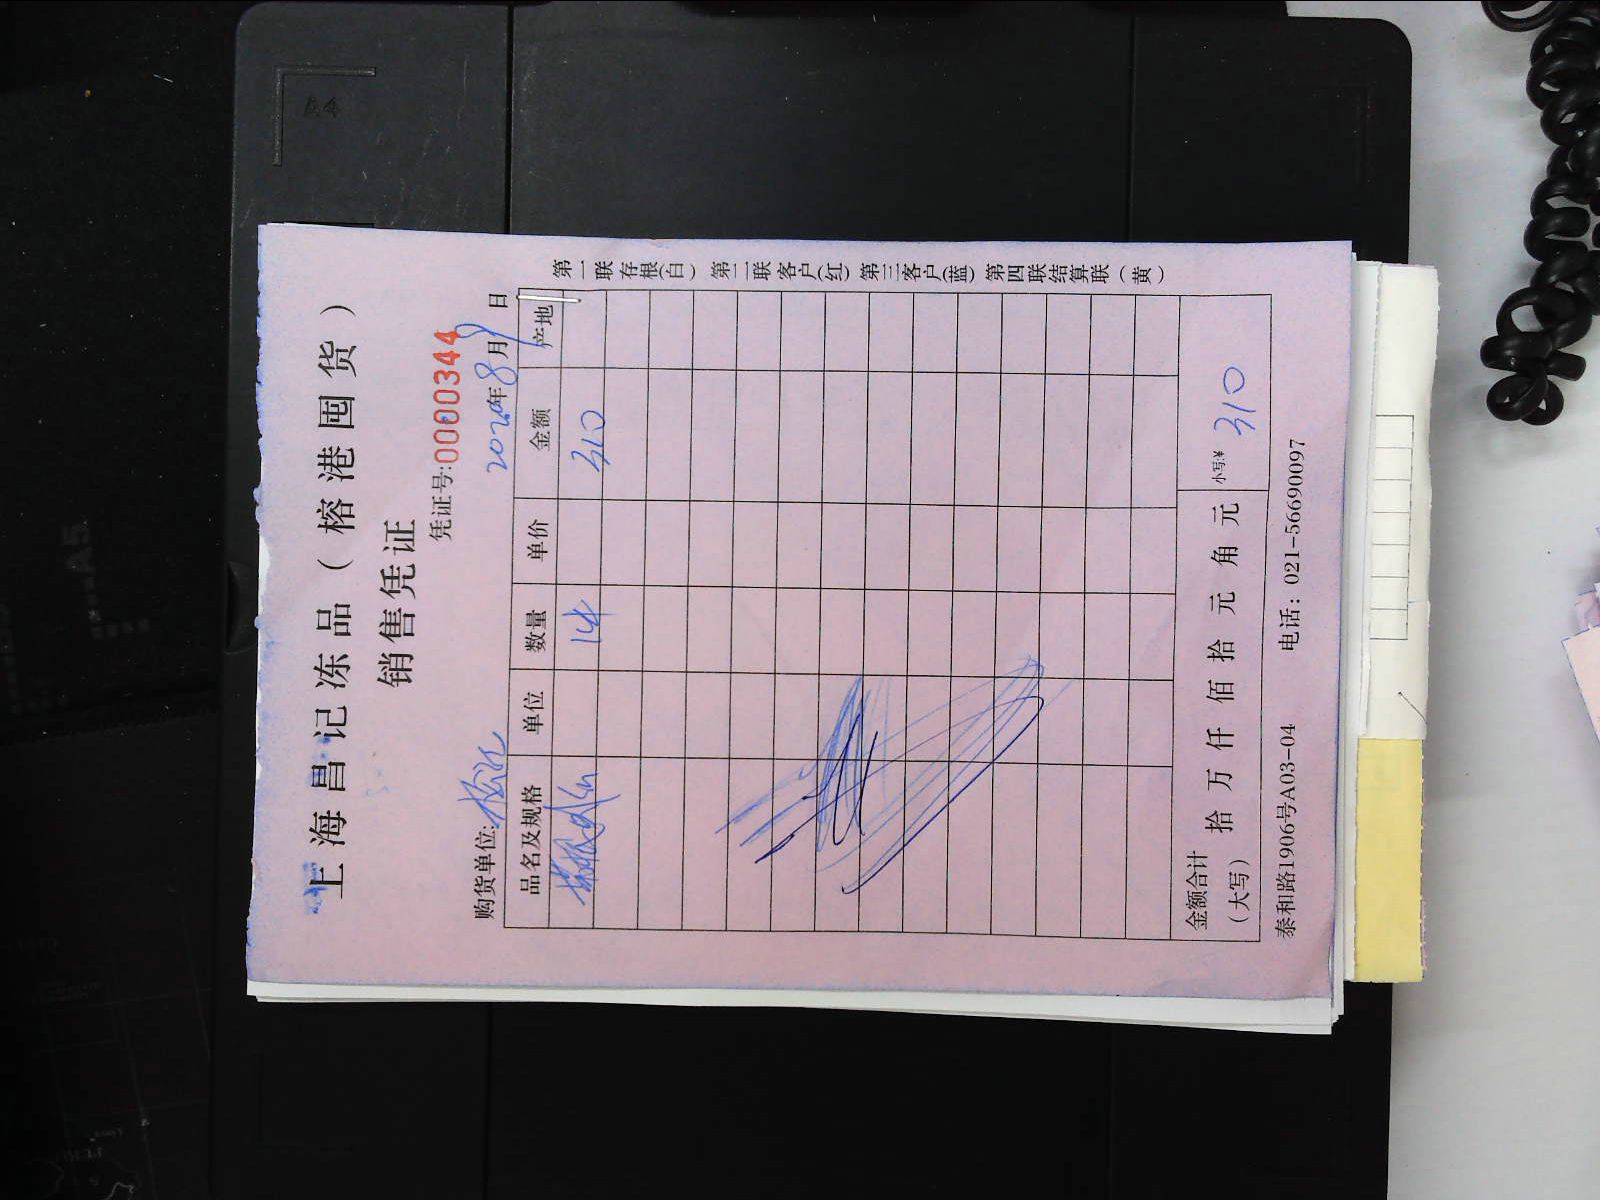 上海昌记冻品（榕港囤货）
销售凭证
凭证号:0000344
购货单位: 2020年8月9日
品名及规格 单位 数量 单价 金额 产地
14 310
金额合计（大写） 拾 万 仟 佰 拾 元 角 元 小写:¥ 310
泰和路1906号A03-04 电话: 021-56690097
第一联存根(白) 第二联客户(红) 第三客户(蓝) 第四联结算联（黄）
A4
A5